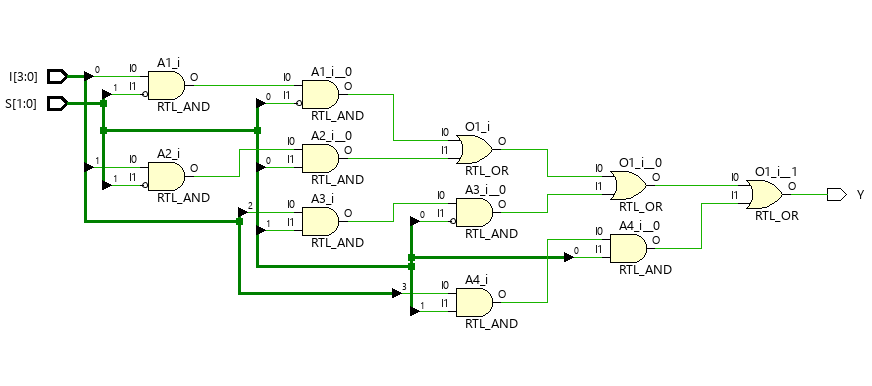 I[3:0]
S[1:0]
0
I0
I1
1
A1_i
O
RTL_AND
1
I0
I1
1
A2_i
O
RTL_AND
0
I0
I1
A1_i__0
O
RTL_AND
0
I0
I1
A2_i__0
O
RTL_AND
2
I0
I1
1
A3_i
O
RTL_AND
I0
I1
O1_i
O
RTL_OR
0
I0
I1
A3_i__0
O
RTL_AND
3
I0
I1
1
A4_i
O
RTL_AND
I0
I1
O1_i__0
O
RTL_OR
0
I0
I1
A4_i__0
O
RTL_AND
I0
I1
O1_i__1
O
RTL_OR
Y